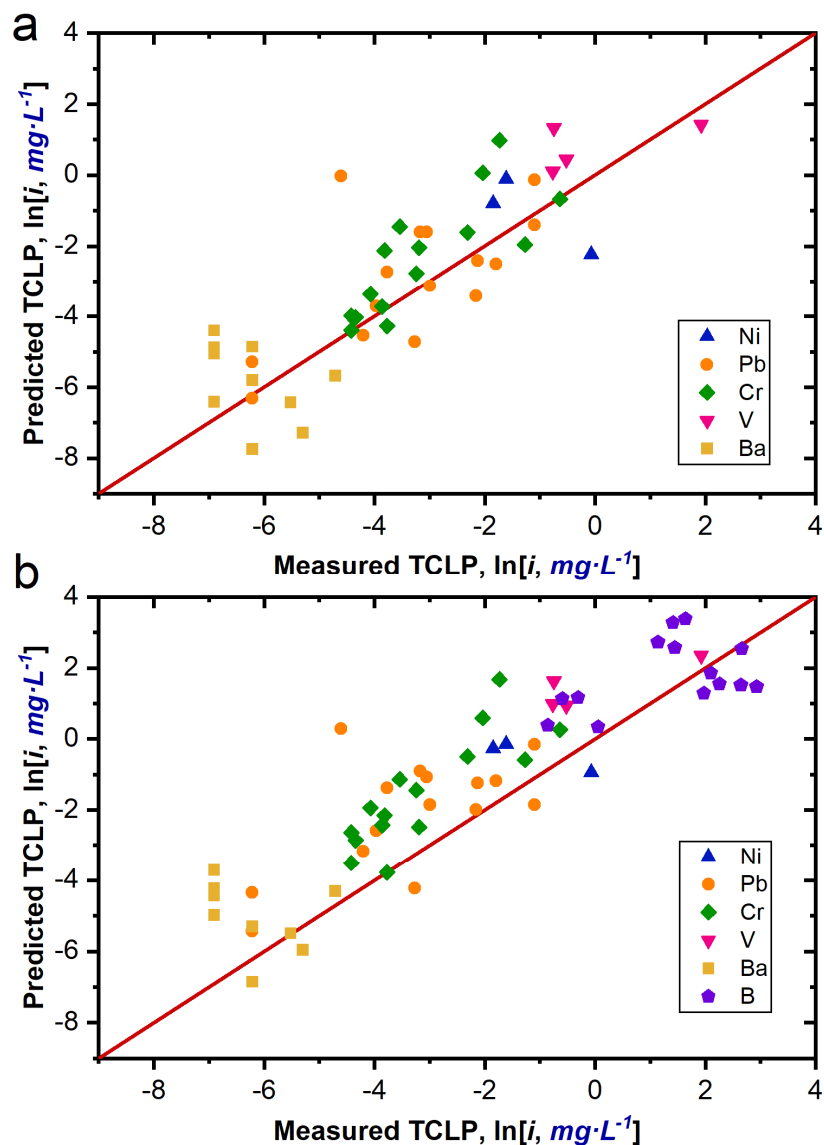 a
4
2
0
-2
-4
-6
-8
Predicted TCLP, ln[i, mg·L-1]
Ni
Pb
Cr
V
Ba
-8 -6 -4 -2 0 2 4
Measured TCLP, ln[i, mg·L-1]
b
4
2
0
-2
-4
-6
-8
Predicted TCLP, ln[i, mg·L-1]
Ni
Pb
Cr
V
Ba
B
-8 -6 -4 -2 0 2 4
Measured TCLP, ln[i, mg·L-1]